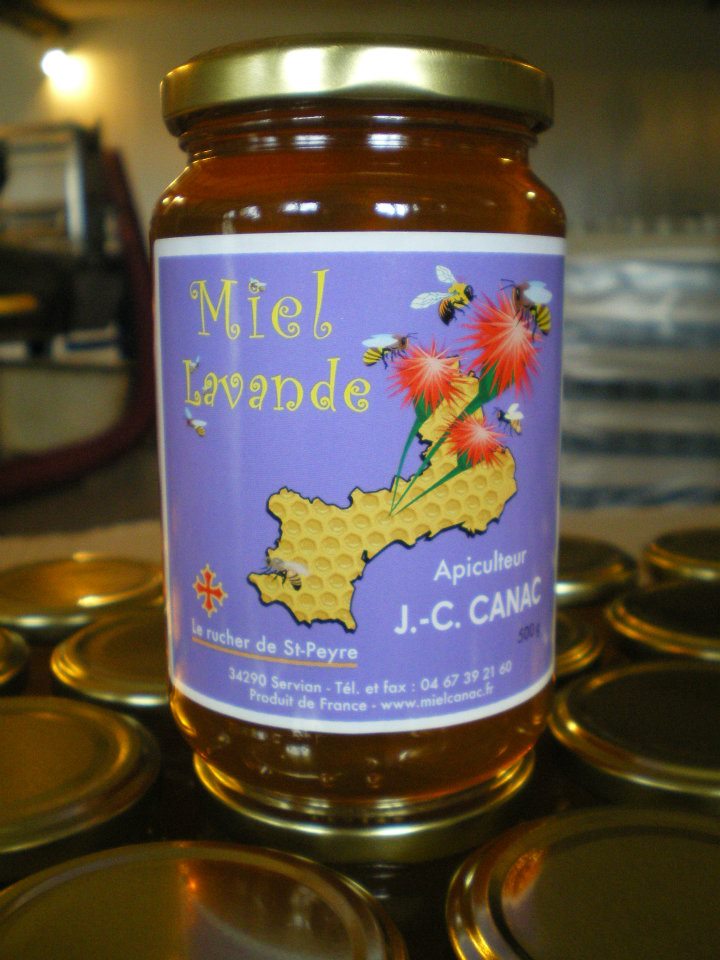 Miel
Lavande
Apiculteur
J.-C. CANAC
500 g
Le rucher de St-Peyre
34290 Servian - Tél. et fax : 04 67 39 21 60
Produit de France - www.mielcanac.fr